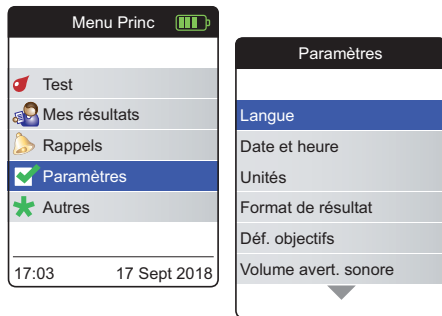 Menu Princ
Test
Mes résultats
Rappels
Paramètres
Autres
17:03 17 Sept 2018
Paramètres
Langue
Date et heure
Unités
Format de résultat
Déf. objectifs
Volume avert. sonore